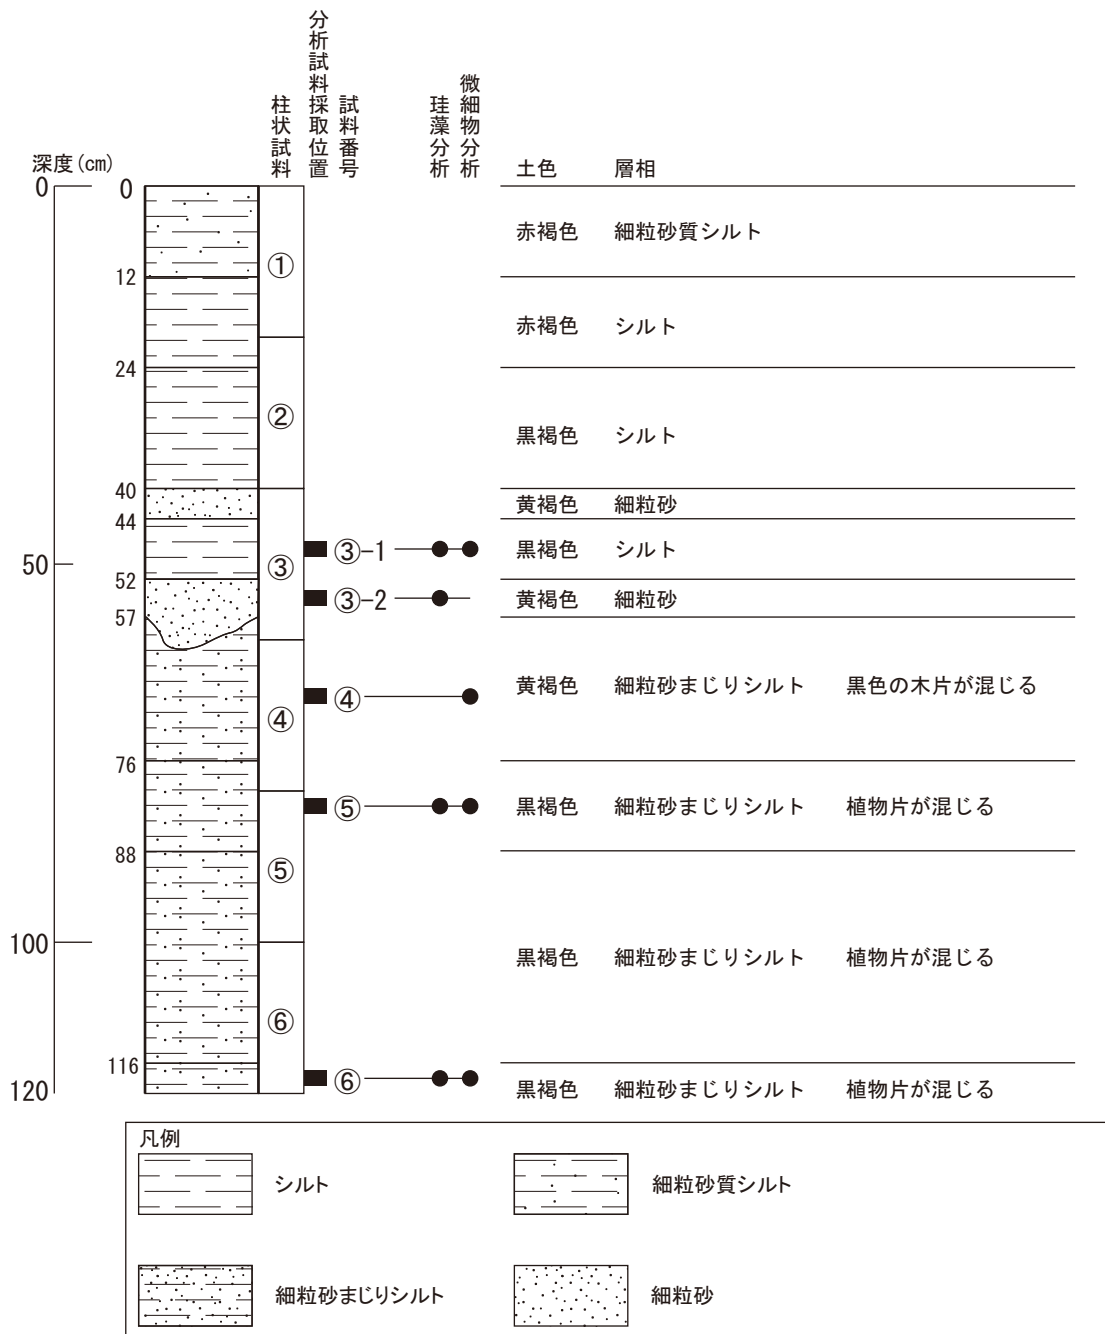 分析試料採取位置
柱状試料
試料番号
珪藻分析
微細物分析
深度(cm)
土色 層相
0 0
赤褐色 細粒砂質シルト
①
12
赤褐色 シルト
24
②
黒褐色 シルト
40
黄褐色 細粒砂
44
③-1 黒褐色 シルト
50 ③
52
③-2 黄褐色 細粒砂
57
④ 黄褐色 細粒砂まじりシルト 黒色の木片が混じる
④
76
⑤ 黒褐色 細粒砂まじりシルト 植物片が混じる
88
⑤
100
黒褐色 細粒砂まじりシルト 植物片が混じる
⑥
116
⑥
120 黒褐色 細粒砂まじりシルト 植物片が混じる
凡例
シルト 細粒砂質シルト
細粒砂まじりシルト 細粒砂